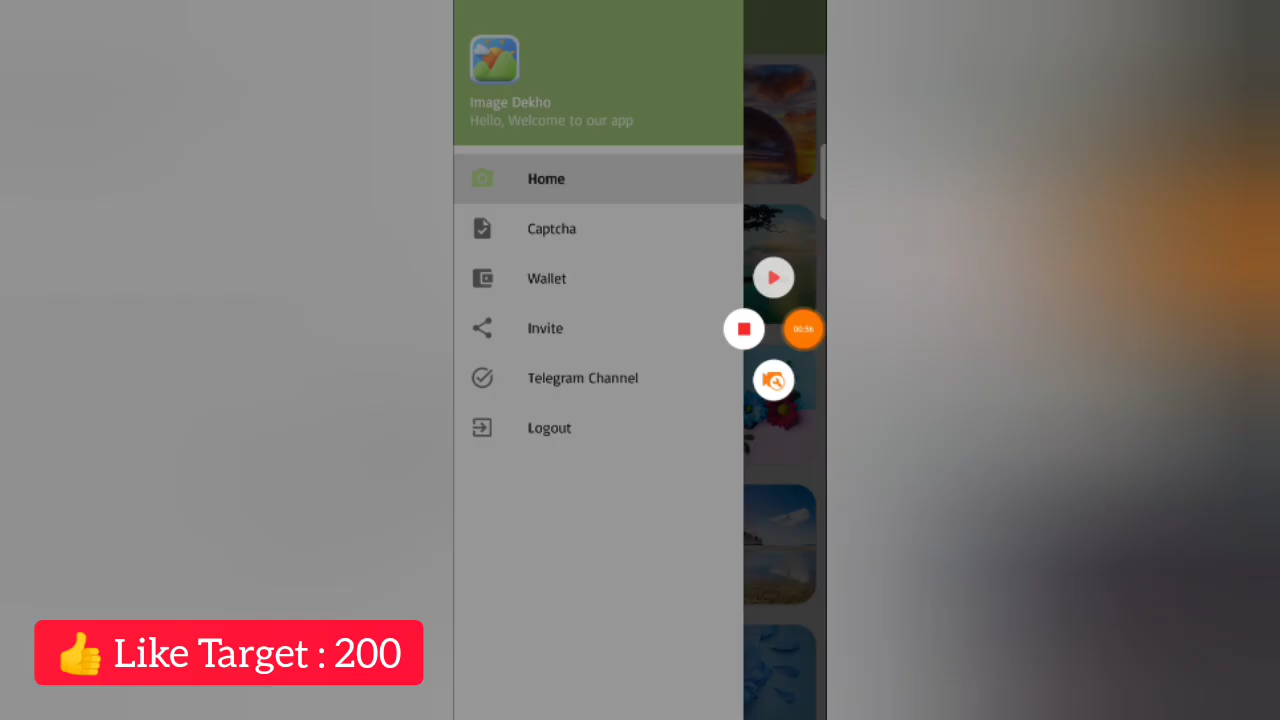 Image Dekho
Hello, Welcome to our app
Home
Captcha
Wallet
Invite
Telegram Channel
Logout
00:56
👍 Like Target : 200